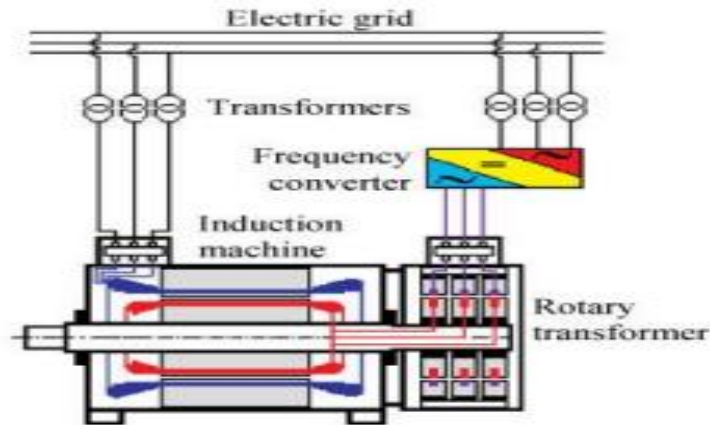 Electric grid
Transformers
Frequency
converter
Induction
machine
Rotary
transformer